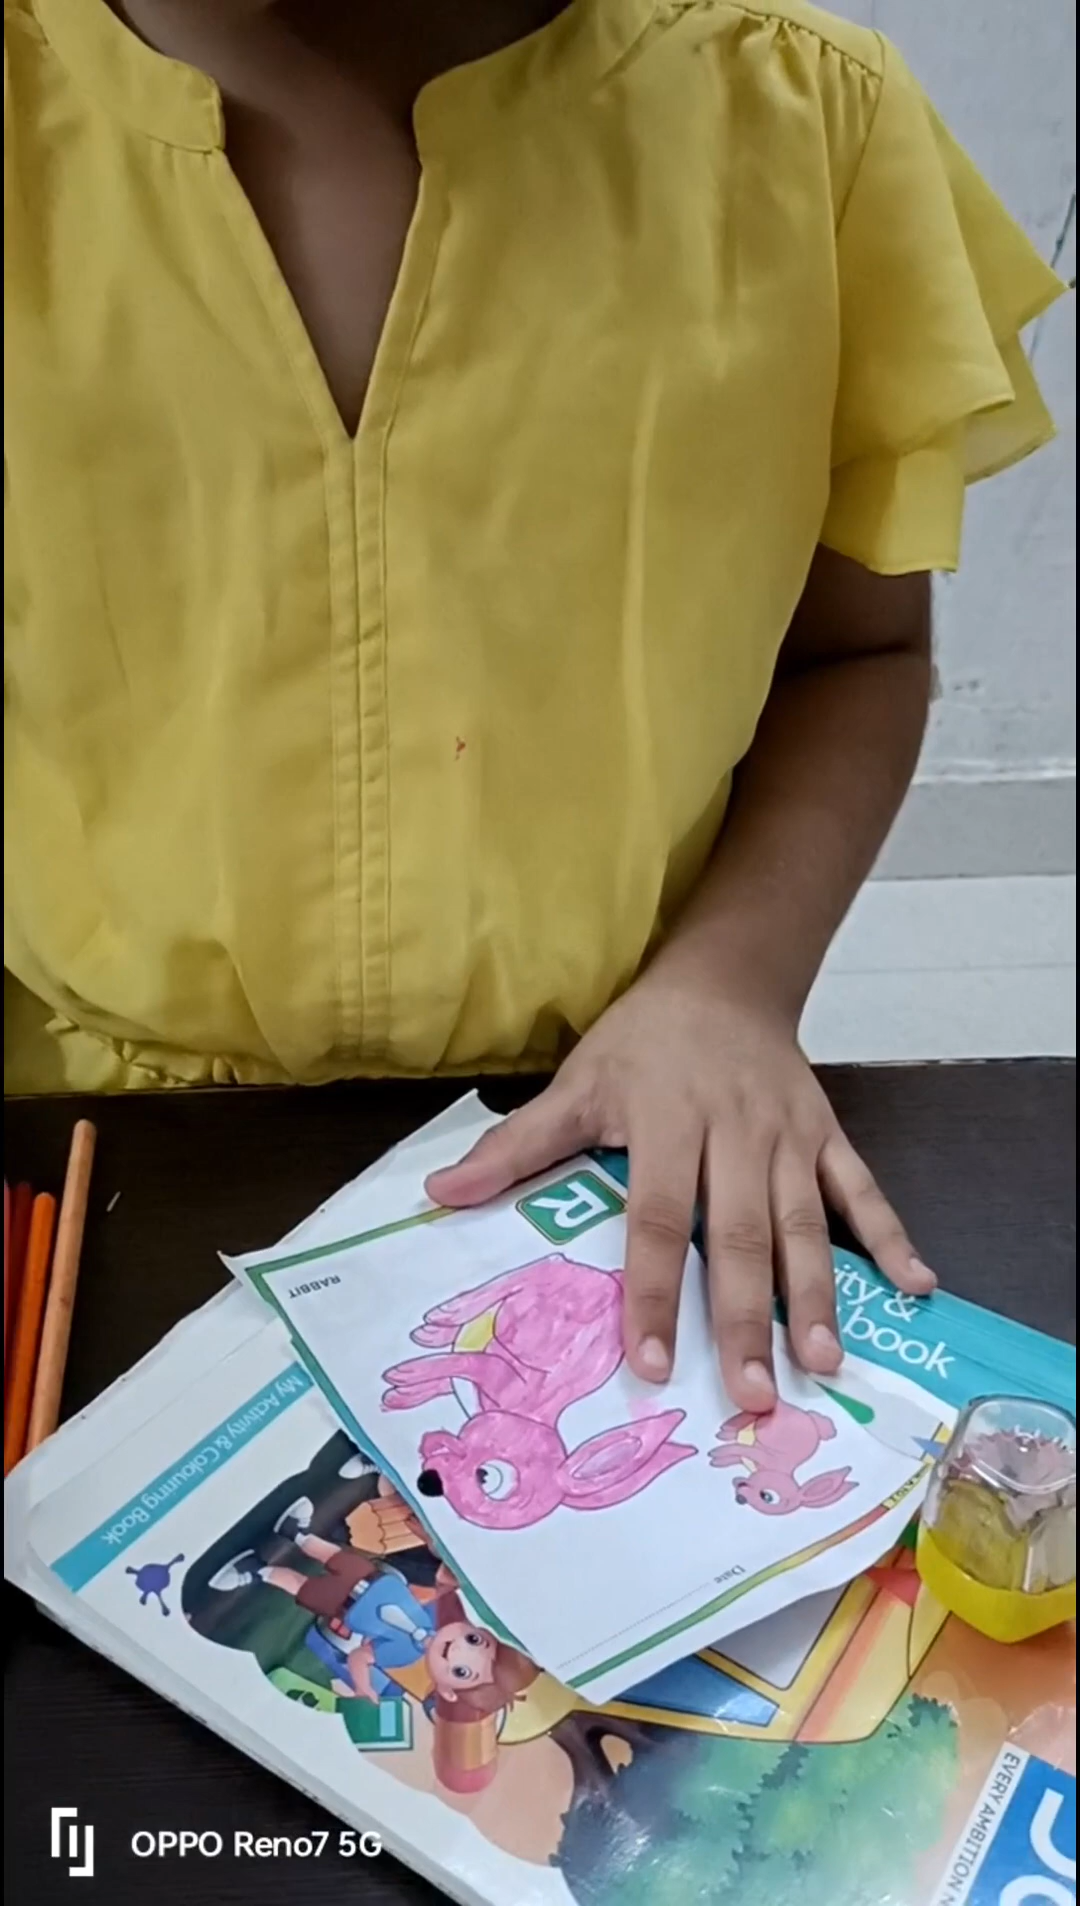 R
RABBIT
ity &
book
My Activity & Colouring Book
Date
EVERY AMBITION N
OPPO Reno7 5G